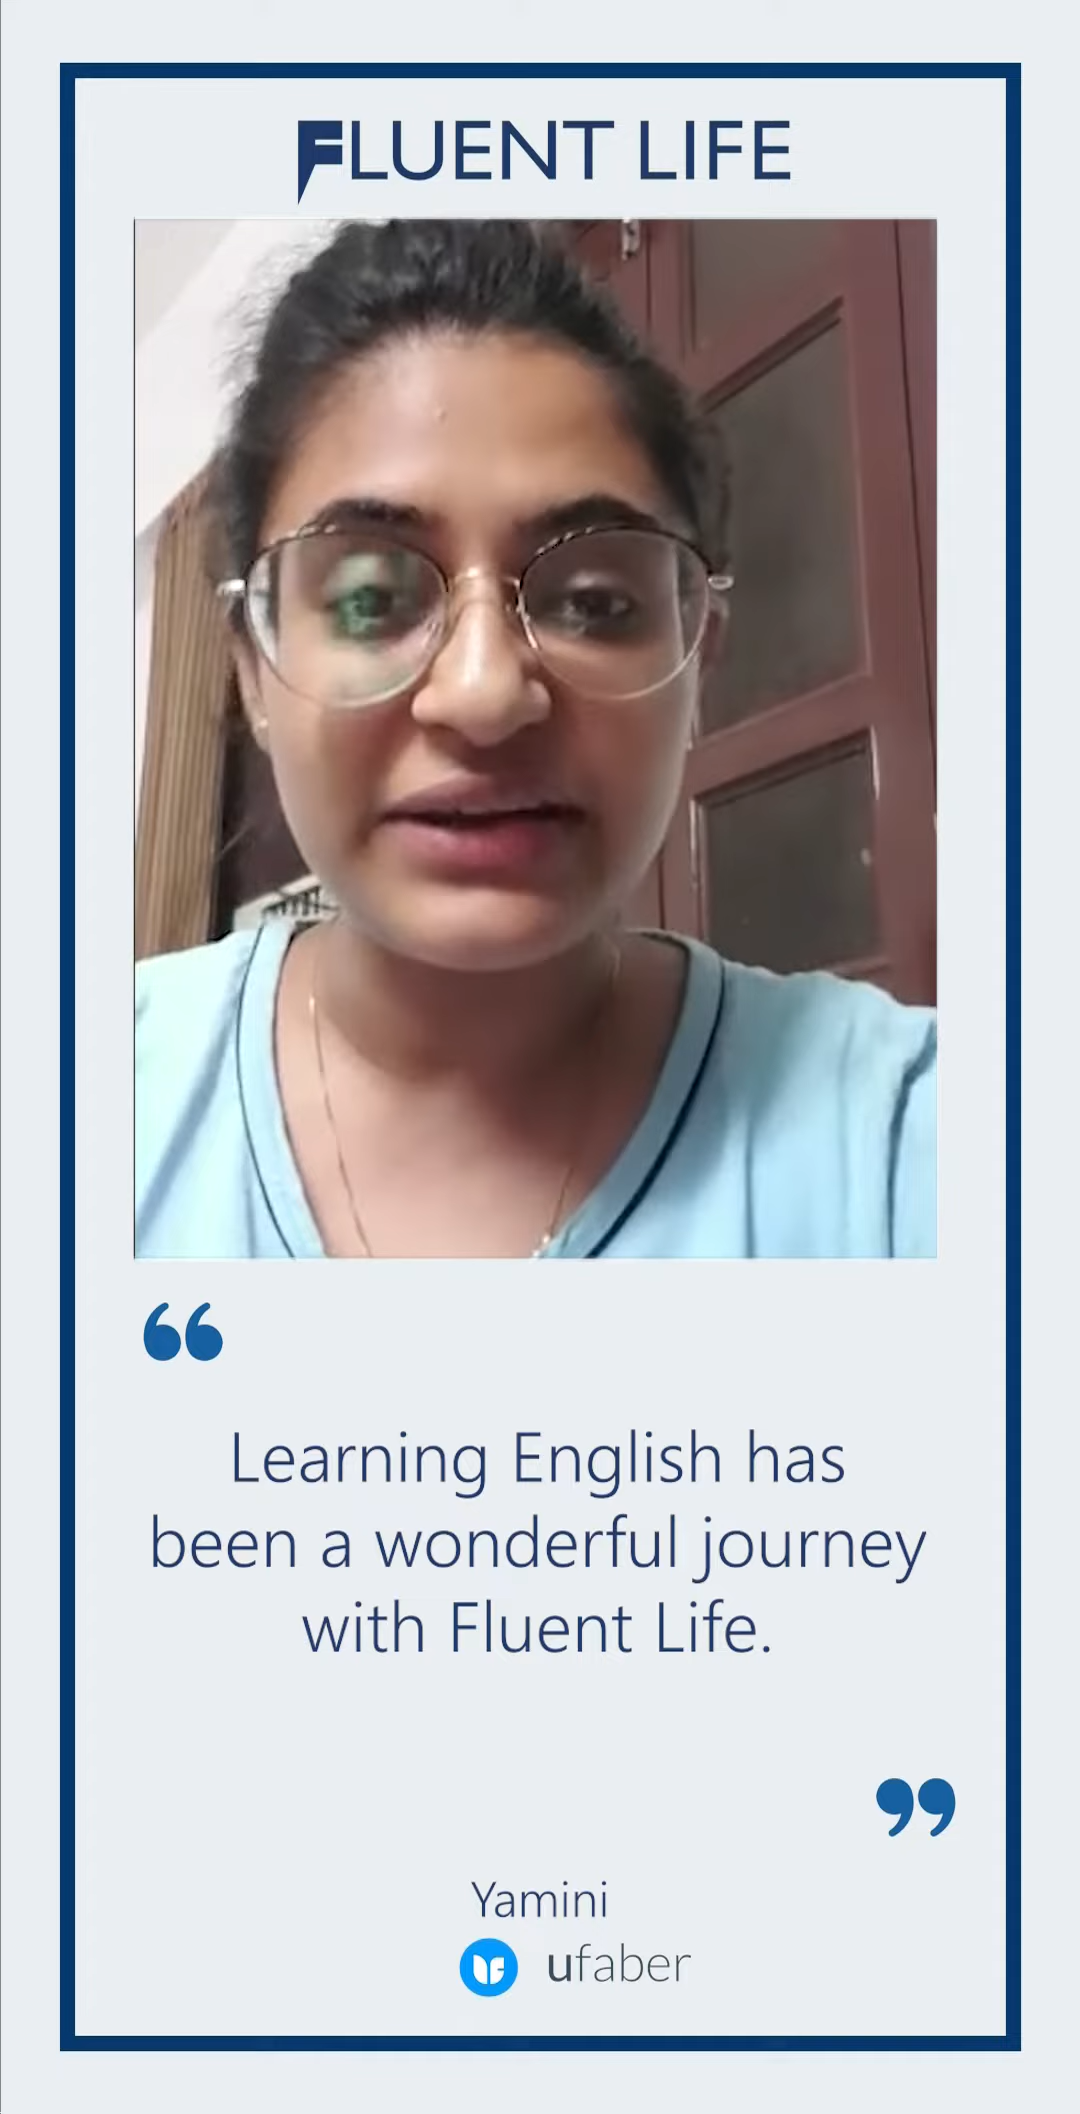 FLUENT LIFE
“
Learning English has
been a wonderful journey
with Fluent Life.
”
Yamini
ufaber